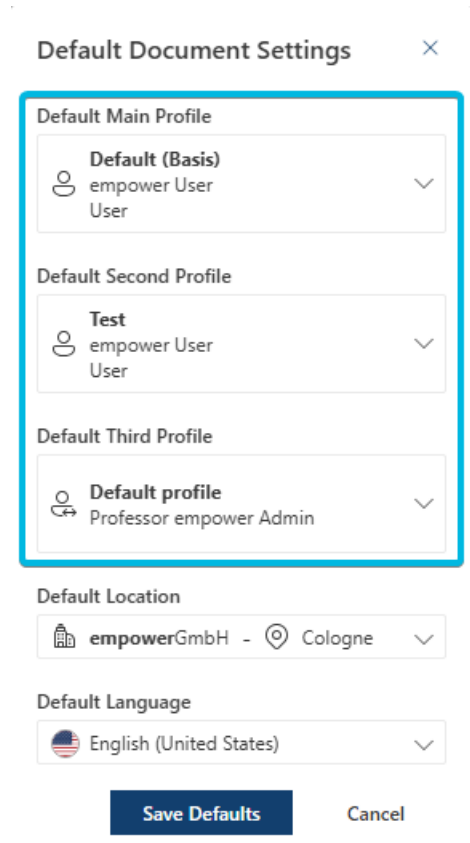 Default Document Settings
Default Main Profile
Default (Basis)
empower User
User
Default Second Profile
Test
empower User
User
Default Third Profile
Default profile
Professor empower Admin
Default Location
empowerGmbH - Cologne
Default Language
English (United States)
Save Defaults Cancel